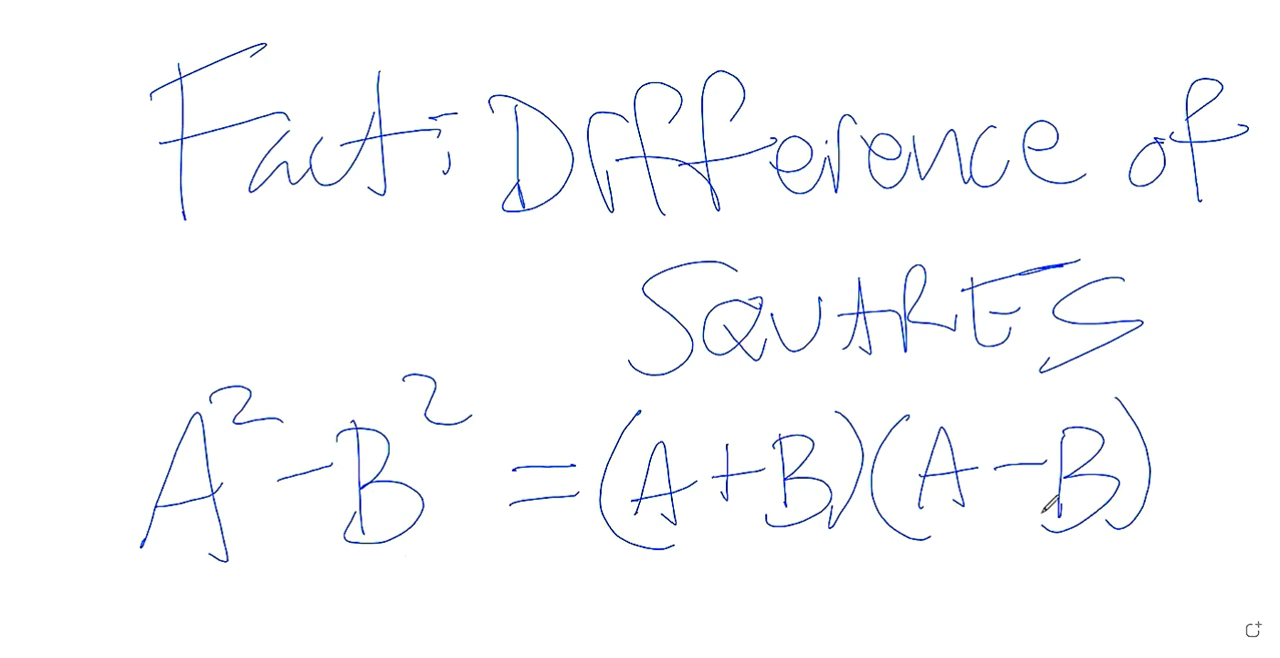 Fact: Difference of
SQUARES
A² - B² = (A + B)(A - B)